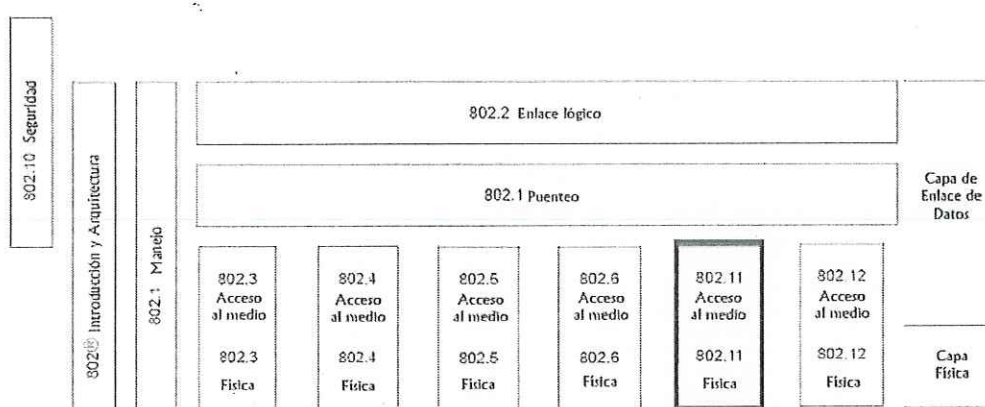 802.10 Seguridad
802® Introducción y Arquitectura
802.1 Manejo
802.2 Enlace lógico
802.1 Puenteo
Capa de
Enlace de
Datos
802.3
Acceso
al medio
802.3
Física
802.4
Acceso
al medio
802.4
Física
802.5
Acceso
al medio
802.5
Física
802.6
Acceso
al medio
802.6
Física
802.11
Acceso
al medio
802.11
Física
802.12
Acceso
al medio
802.12
Física
Capa
Física